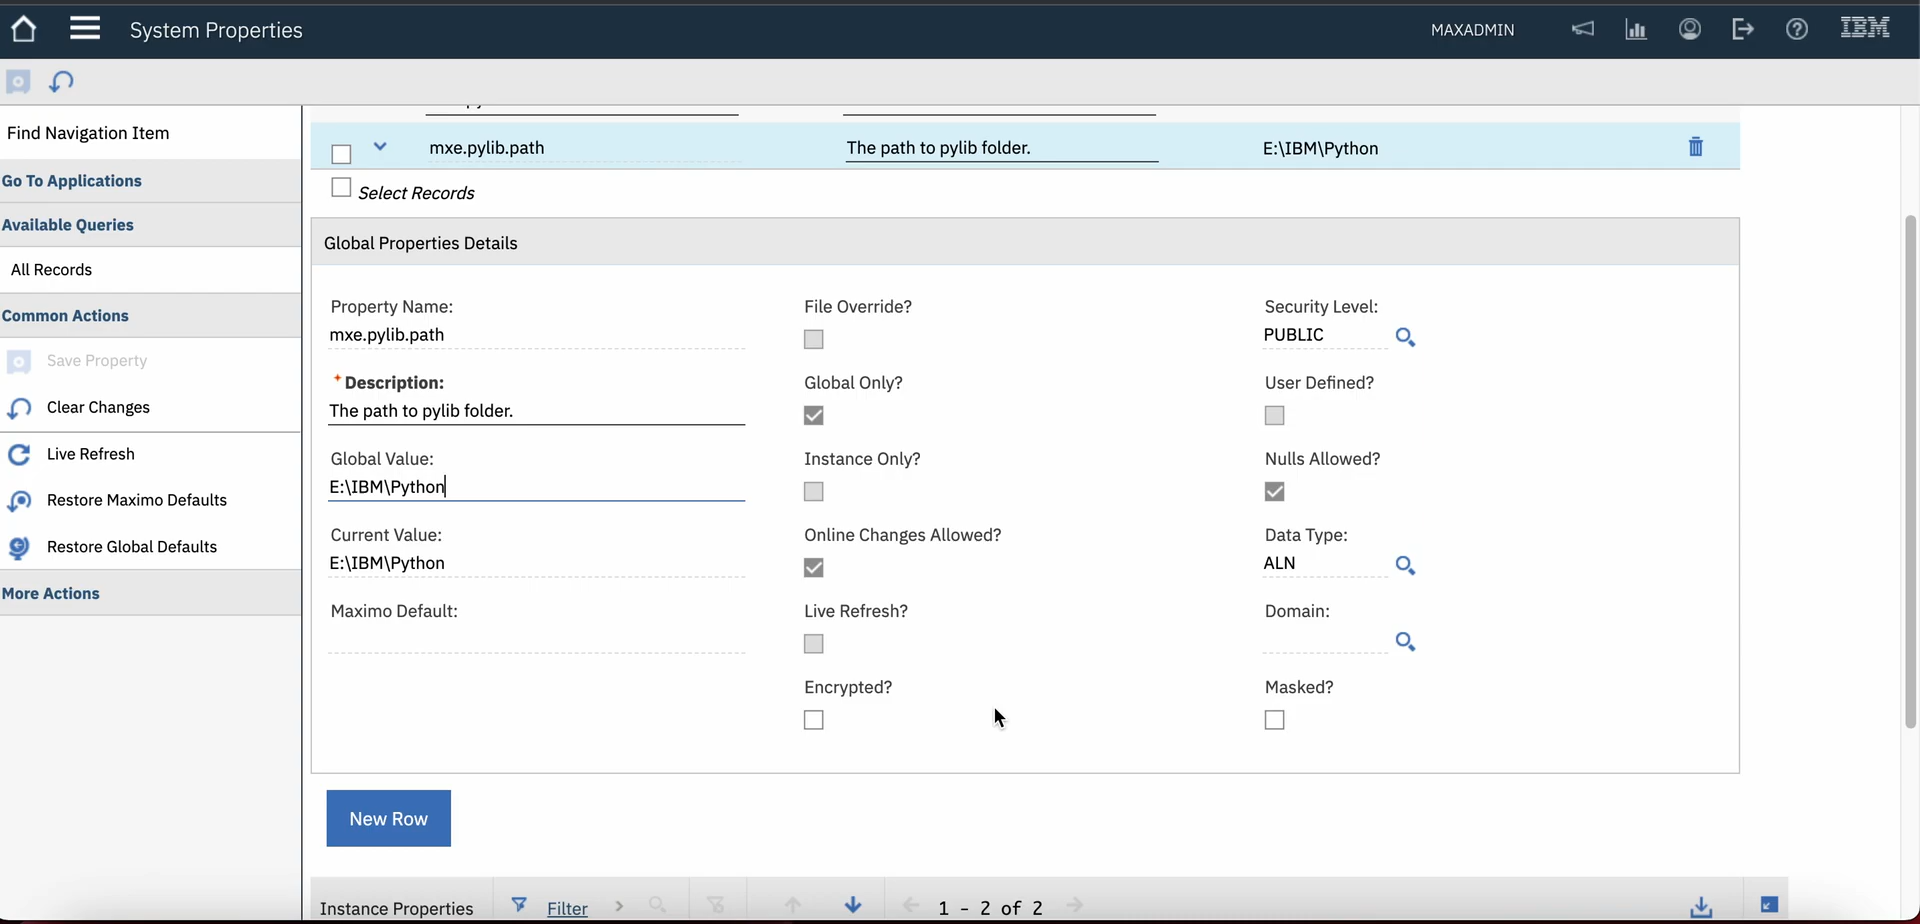 System Properties
MAXADMIN
IBM
Find Navigation Item
Go To Applications
Available Queries
All Records
Common Actions
Save Property
Clear Changes
Live Refresh
Restore Maximo Defaults
Restore Global Defaults
More Actions
mxe.pylib.path The path to pylib folder. E:\IBM\Python
Select Records
Global Properties Details
Property Name:
mxe.pylib.path
* Description:
The path to pylib folder.
Global Value:
E:\IBM\Python
Current Value:
E:\IBM\Python
Maximo Default:
File Override?
Global Only?
Instance Only?
Online Changes Allowed?
Live Refresh?
Encrypted?
Security Level:
PUBLIC
User Defined?
Nulls Allowed?
Data Type:
ALN
Domain:
Masked?
New Row
Instance Properties Filter 1 - 2 of 2